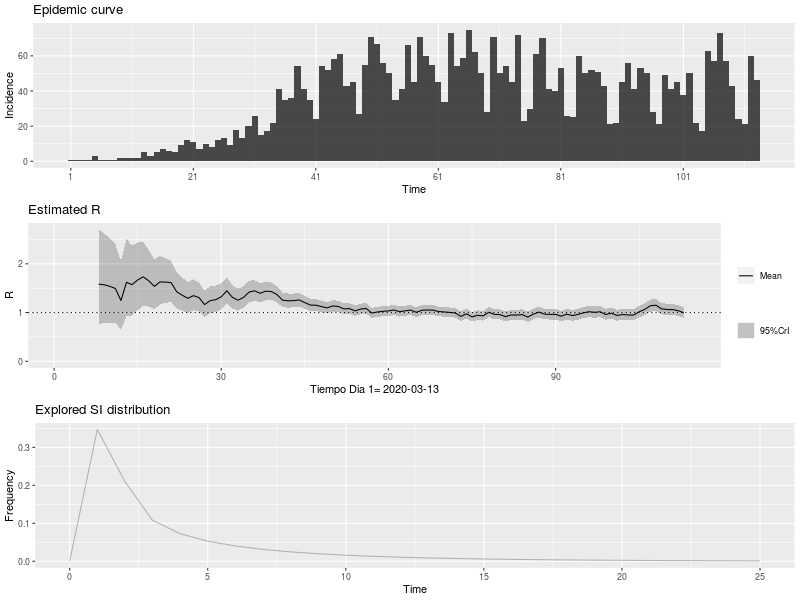 Epidemic curve
60
40
20
0
Incidence
1
21
41
61
81
101
Time
Estimated R
2
1
0
R
0
30
60
90
Tiempo Dia 1= 2020-03-13
Mean
95%CrI
Explored SI distribution
0.3
0.2
0.1
0.0
Frequency
0
5
10
15
20
25
Time